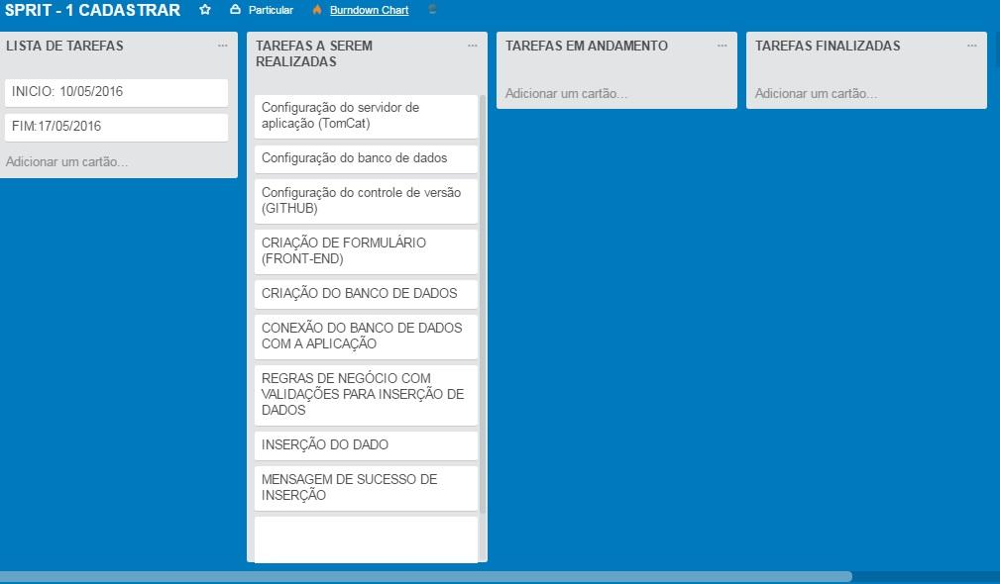 SPRIT - 1 CADASTRAR
Particular
Burndown Chart
LISTA DE TAREFAS
INICIO: 10/05/2016
FIM:17/05/2016
Adicionar um cartão...
TAREFAS A SEREM
REALIZADAS
Configuração do servidor de
aplicação (TomCat)
Configuração do banco de dados
Configuração do controle de versão
(GITHUB)
CRIAÇÃO DE FORMULÁRIO
(FRONT-END)
CRIAÇÃO DO BANCO DE DADOS
CONEXÃO DO BANCO DE DADOS
COM A APLICAÇÃO
REGRAS DE NEGÓCIO COM
VALIDAÇÕES PARA INSERÇÃO DE
DADOS
INSERÇÃO DO DADO
MENSAGEM DE SUCESSO DE
INSERÇÃO
TAREFAS EM ANDAMENTO
Adicionar um cartão...
TAREFAS FINALIZADAS
Adicionar um cartão...